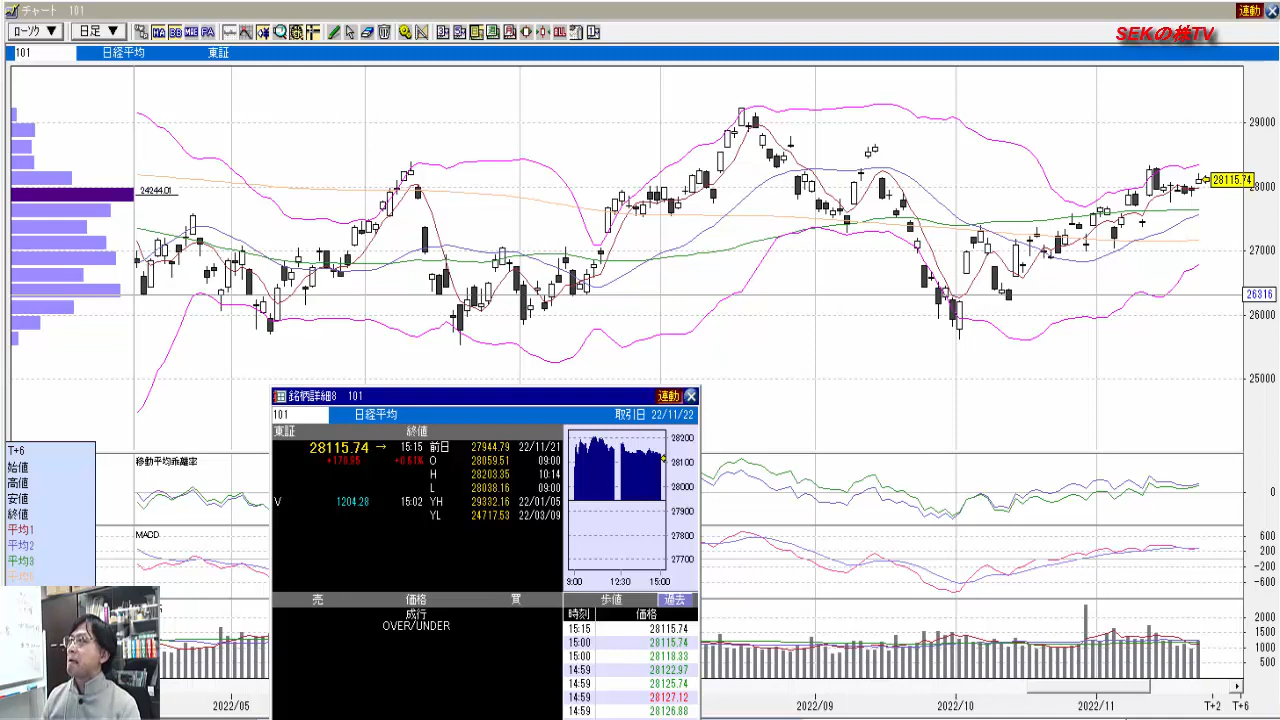 チャート 101
連動
ローソク ▼ 日足 ▼
SEKの株TV
101 日経平均 東証
29000
28115.74
28000
24244.01
27000
26316
26000
25000
銘柄詳細8 101 連動
101 日経平均 取引日 22/11/22
東証 終値
28115.74 → 15:15 前日 27944.79 22/11/21
+170.95 +0.61% O 28059.51 09:00
H 28203.35 10:14
L 28038.16 09:00
V 1204.28 15:02 YH 29332.16 22/01/05
YL 24717.53 22/03/09
28200
28100
28000
27900
27800
27700
9:00 12:30 15:00
売 価格 買 歩値 過去
成行 時刻 価格
OVER/UNDER
15:15 28115.74
15:00 28115.74
15:00 28118.33
14:59 28122.97
14:59 28125.74
14:59 28127.12
14:59 28126.88
T+6
始値
高値
安値
終値
平均1
平均2
平均3
移動平均乖離率
0
MACD
600
200
-200
-600
2000
1500
1000
500
2022/05 2022/09 2022/10 2022/11 T+2 T+6